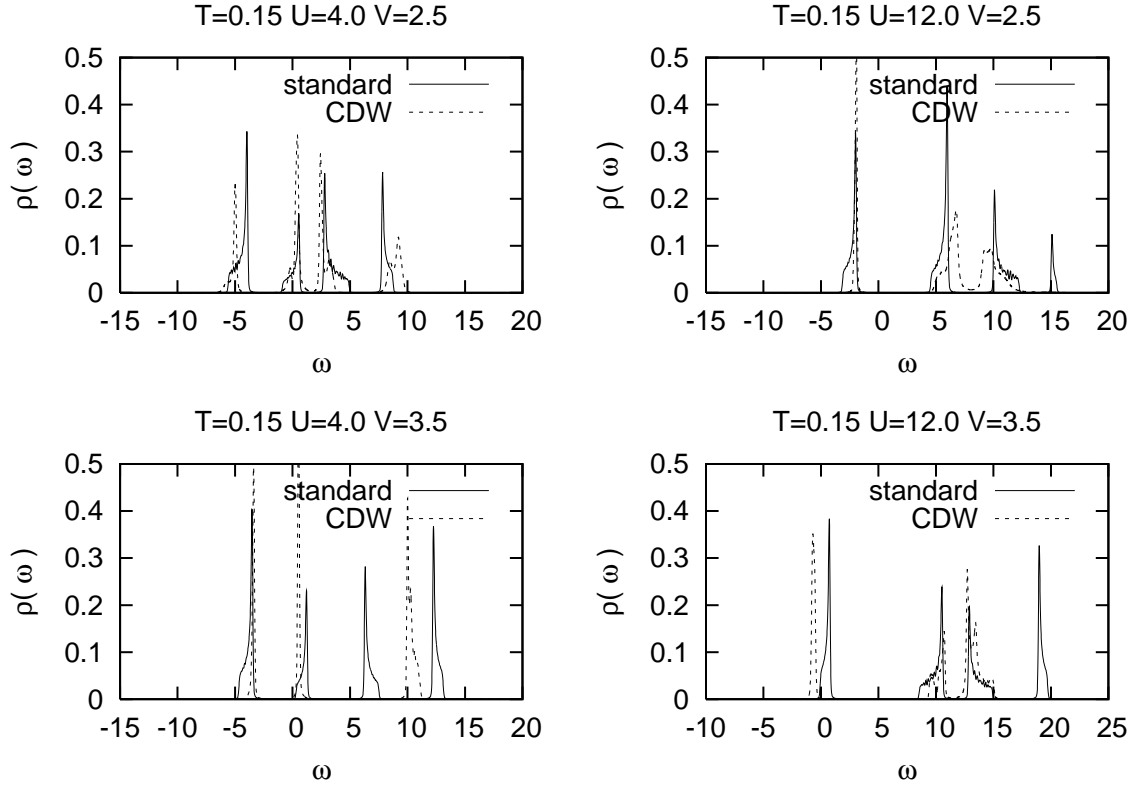 T=0.15 U=4.0 V=2.5
0.5
0.4
0.3
0.2
0.1
0
ρ( ω)
standard
CDW
-15 -10 -5 0 5 10 15 20
ω
T=0.15 U=12.0 V=2.5
0.5
0.4
0.3
0.2
0.1
0
ρ( ω)
standard
CDW
-15 -10 -5 0 5 10 15 20
ω
T=0.15 U=4.0 V=3.5
0.5
0.4
0.3
0.2
0.1
0
ρ( ω)
standard
CDW
-15 -10 -5 0 5 10 15 20
ω
T=0.15 U=12.0 V=3.5
0.5
0.4
0.3
0.2
0.1
0
ρ( ω)
standard
CDW
-10 -5 0 5 10 15 20 25
ω